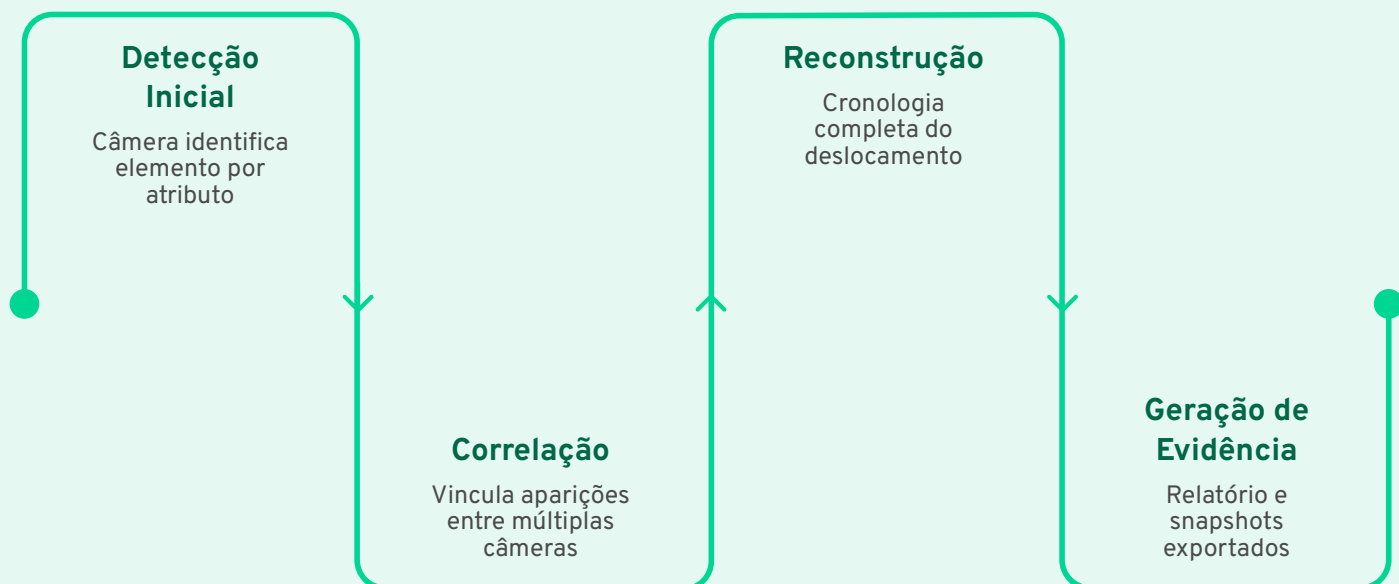 Detecção
Inicial
Câmera identifica
elemento por
atributo
Correlação
Vincula aparições
entre múltiplas
câmeras
Reconstrução
Cronologia
completa do
deslocamento
Geração de
Evidência
Relatório e
snapshots
exportados